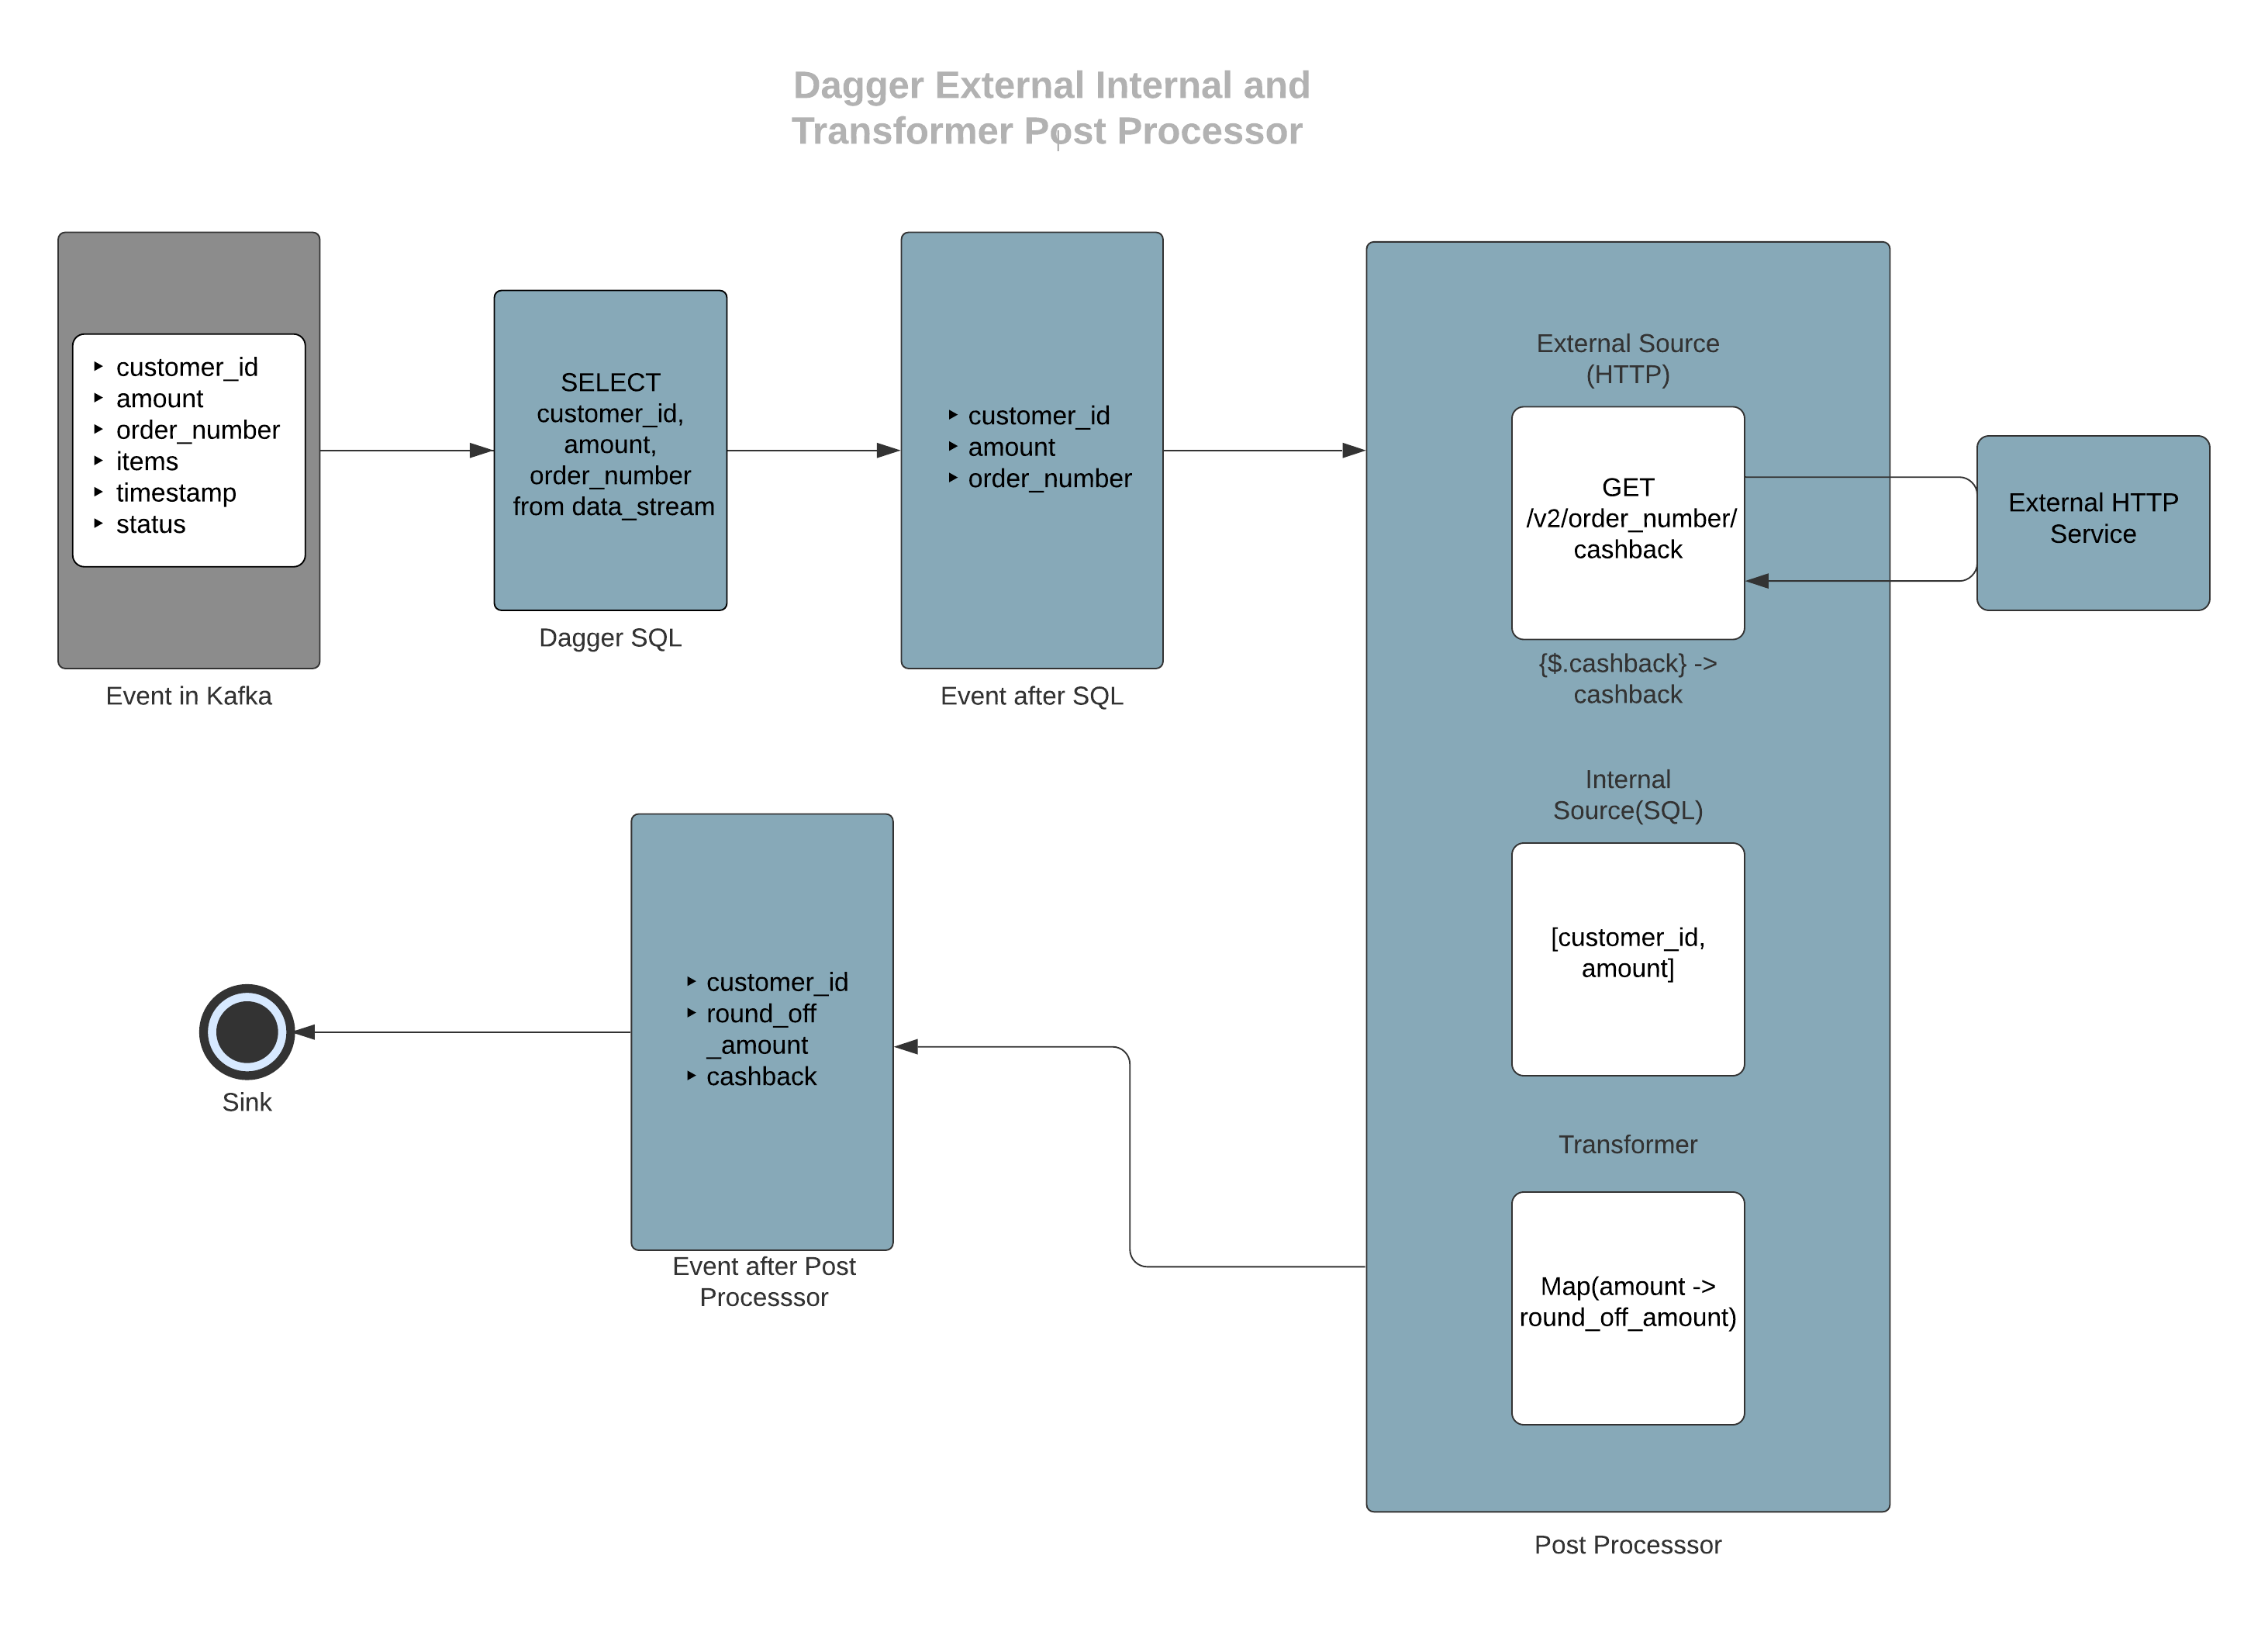 Dagger External Internal and
Transformer Post Processor
customer_id
amount
order_number
items
timestamp
status
Event in Kafka
SELECT
customer_id,
amount,
order_number
from data_stream
Dagger SQL
customer_id
amount
order_number
Event after SQL
External Source
(HTTP)
GET
/v2/order_number/
cashback
{$.cashback} ->
cashback
External HTTP
Service
Internal
Source(SQL)
[customer_id,
amount]
Transformer
Map(amount ->
round_off_amount)
Post Processsor
customer_id
round_off
_amount
cashback
Event after Post
Processsor
Sink